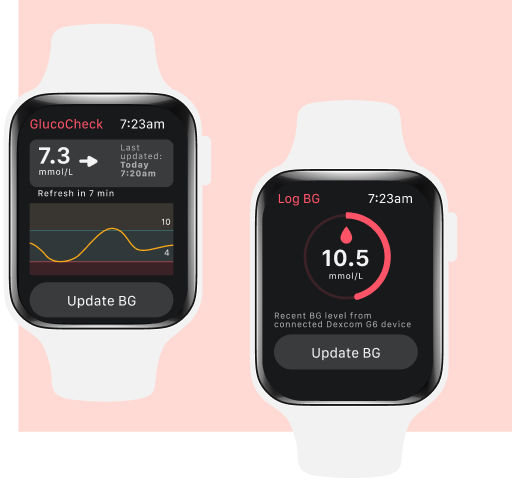 GlucoCheck 7:23am
7.3
mmol/L
Last
updated:
Today
7:20am
Refresh in 7 min
10
4
Update BG
Log BG 7:23am
10.5
mmol/L
Recent BG level from
connected Dexcom G6 device
Update BG